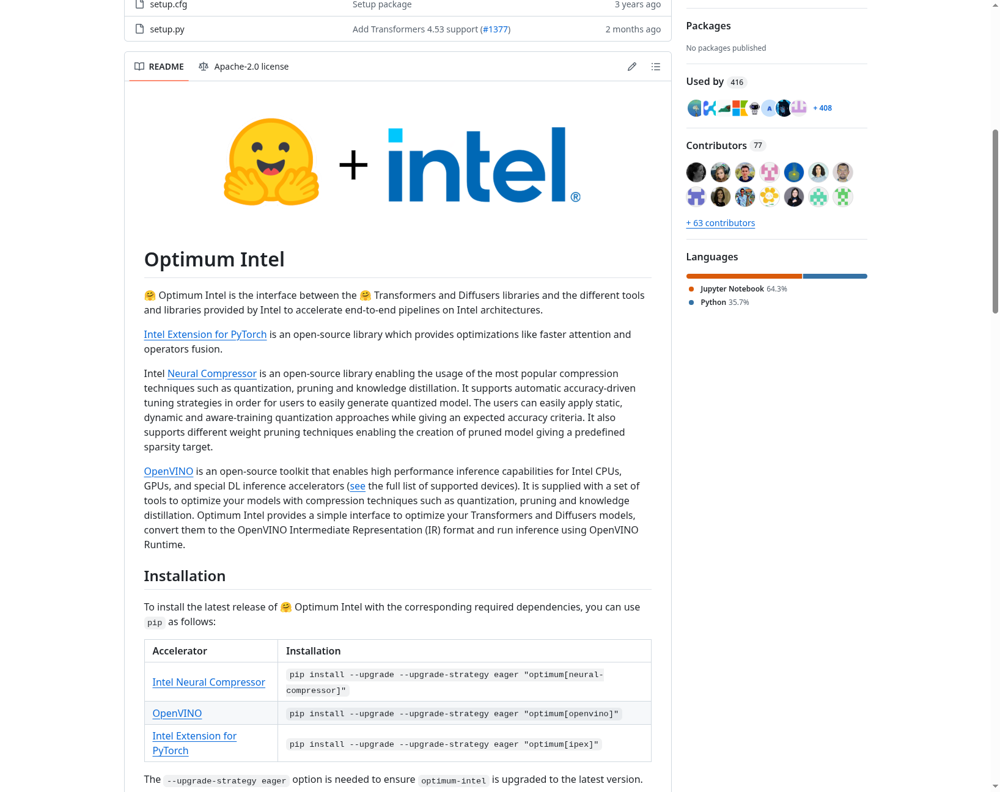 setup.cfg Setup package 3 years ago
setup.py Add Transformers 4.53 support (#1377) 2 months ago
README Apache-2.0 license
+ intel®
Optimum Intel
🤗 Optimum Intel is the interface between the 🤗 Transformers and Diffusers libraries and the different tools
and libraries provided by Intel to accelerate end-to-end pipelines on Intel architectures.
Intel Extension for PyTorch is an open-source library which provides optimizations like faster attention and
operators fusion.
Intel Neural Compressor is an open-source library enabling the usage of the most popular compression
techniques such as quantization, pruning and knowledge distillation. It supports automatic accuracy-driven
tuning strategies in order for users to easily generate quantized model. The users can easily apply static,
dynamic and aware-training quantization approaches while giving an expected accuracy criteria. It also
supports different weight pruning techniques enabling the creation of pruned model giving a predefined
sparsity target.
OpenVINO is an open-source toolkit that enables high performance inference capabilities for Intel CPUs,
GPUs, and special DL inference accelerators (see the full list of supported devices). It is supplied with a set of
tools to optimize your models with compression techniques such as quantization, pruning and knowledge
distillation. Optimum Intel provides a simple interface to optimize your Transformers and Diffusers models,
convert them to the OpenVINO Intermediate Representation (IR) format and run inference using OpenVINO
Runtime.
Installation
To install the latest release of 🤗 Optimum Intel with the corresponding required dependencies, you can use
pip as follows:
Accelerator Installation
Intel Neural Compressor pip install --upgrade --upgrade-strategy eager "optimum[neural-
compressor]"
OpenVINO pip install --upgrade --upgrade-strategy eager "optimum[openvino]"
Intel Extension for
PyTorch pip install --upgrade --upgrade-strategy eager "optimum[ipex]"
The --upgrade-strategy eager option is needed to ensure optimum-intel is upgraded to the latest version.
Packages
No packages published
Used by 416
A
+ 408
Contributors 77
+ 63 contributors
Languages
Jupyter Notebook 64.3%
Python 35.7%